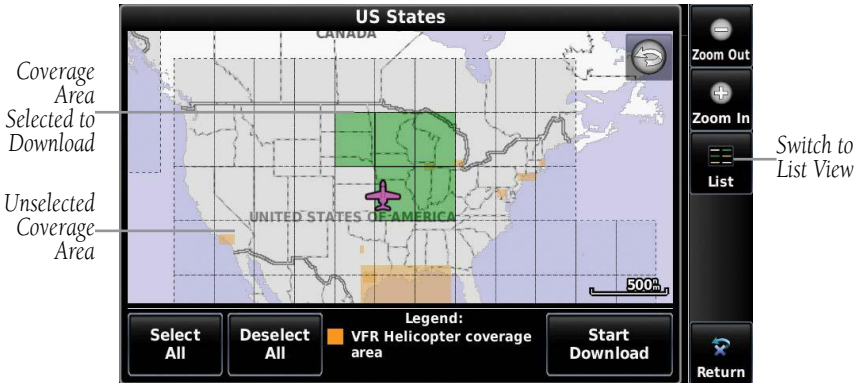 US States
CANADA
UNITED STATES OF AMERICA
Coverage
Area
Selected to
Download
Unselected
Coverage
Area
Zoom Out
Zoom In
List
Switch to
List View
Select
All
Deselect
All
Legend:
VFR Helicopter coverage
area
Start
Download
Return